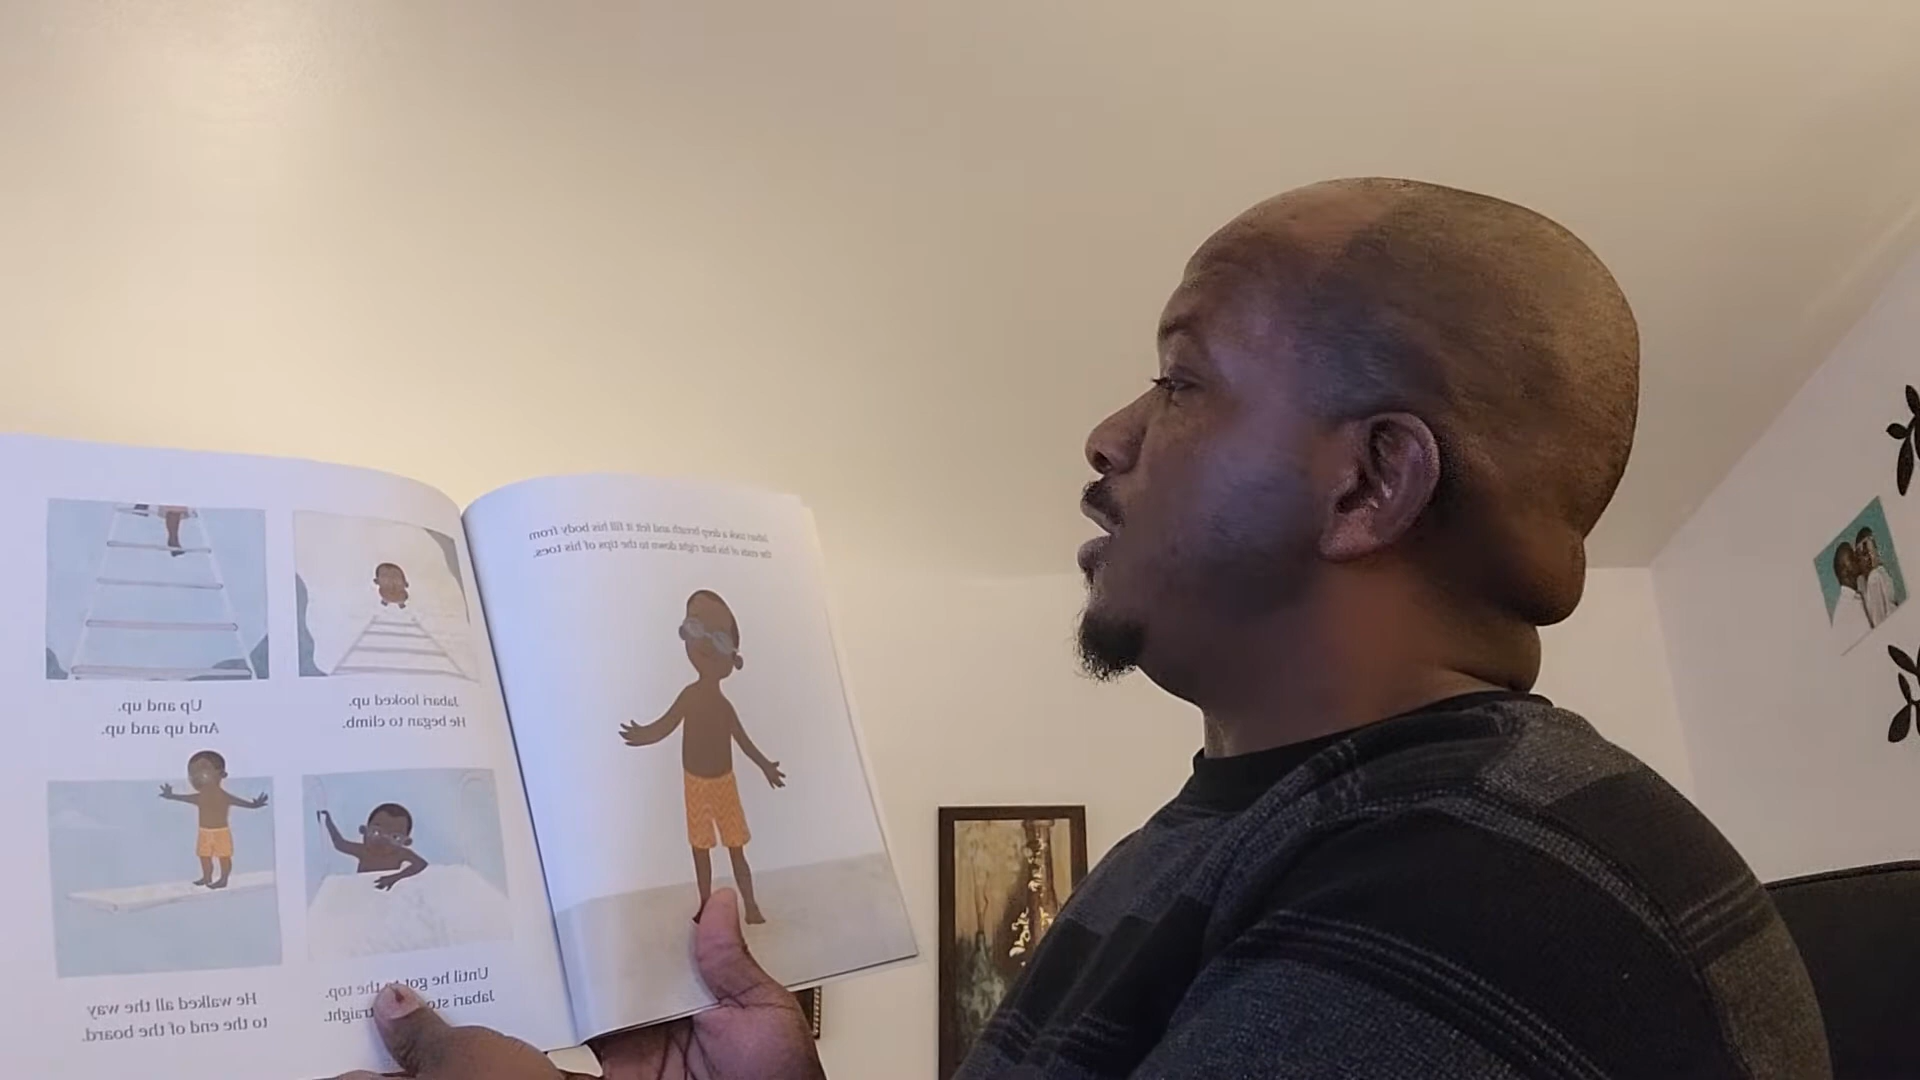 Jabari took a deep breath and felt it fill his body from
the ends of his hair right down to the tips of his toes.
Jabari looked up.
He began to climb.
Up and up.
And up and up.
Until he got the top.
Jabari
He walked all the way
to the end of the board.